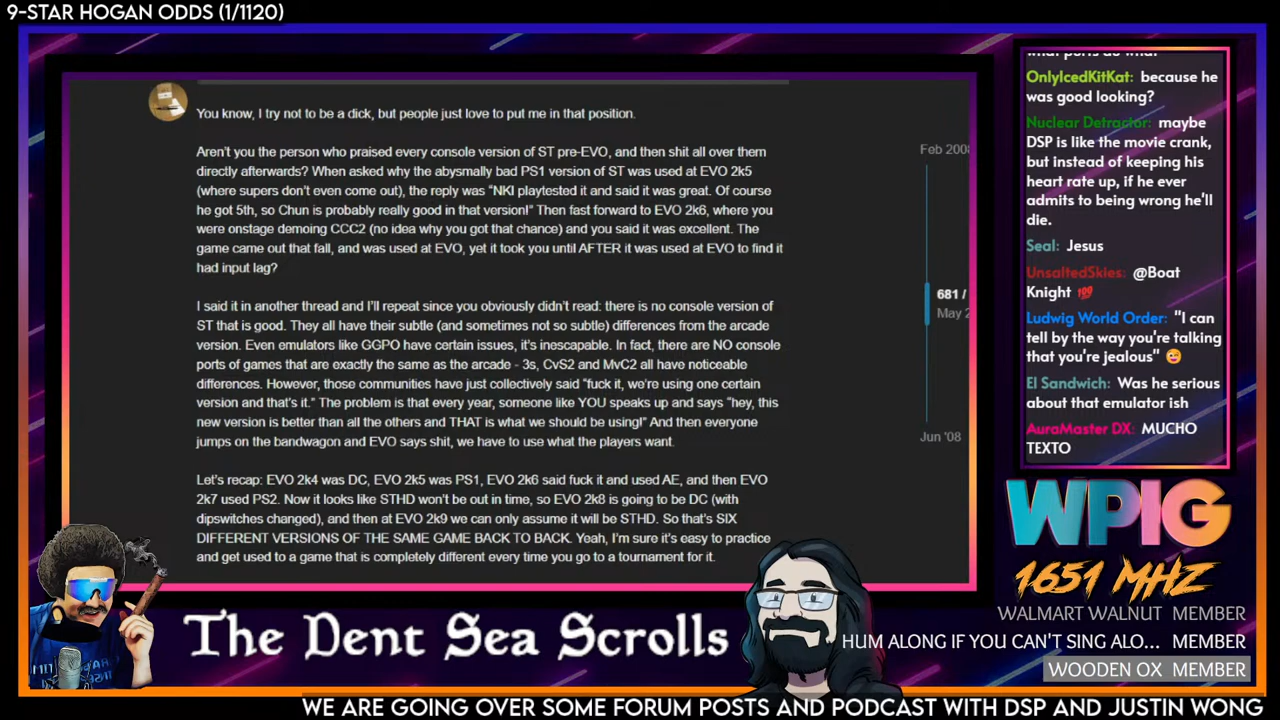 9-STAR HOGAN ODDS (1/1120)
You know, I try not to be a dick, but people just love to put me in that position.
Aren't you the person who praised every console version of ST pre-EVO, and then shit all over them
directly afterwards? When asked why the abysmally bad PS1 version of ST was used at EVO 2k5
(where supers don't even come out), the reply was "NKI playtested it and said it was great. Of course
he got 5th, so Chun is probably really good in that version!" Then fast forward to EVO 2k6, where you
were onstage demoing CCC2 (no idea why you got that chance) and you said it was excellent. The
game came out that fall, and was used at EVO, yet it took you until AFTER it was used at EVO to find it
had input lag?
I said it in another thread and I'll repeat since you obviously didn't read: there is no console version of
ST that is good. They all have their subtle (and sometimes not so subtle) differences from the arcade
version. Even emulators like GGPO have certain issues, it's inescapable. In fact, there are NO console
ports of games that are exactly the same as the arcade - 3s, CvS2 and MvC2 all have noticeable
differences. However, those communities have just collectively said "fuck it, we're using one certain
version and that's it." The problem is that every year, someone like YOU speaks up and says "hey, this
new version is better than all the others and THAT is what we should be using!" And then everyone
jumps on the bandwagon and EVO says shit, we have to use what the players want.
Let's recap: EVO 2k4 was DC, EVO 2k5 was PS1, EVO 2k6 said fuck it and used AE, and then EVO
2k7 used PS2. Now it looks like STHD won't be out in time, so EVO 2k8 is going to be DC (with
dipswitches changed), and then at EVO 2k9 we can only assume it will be STHD. So that's SIX
DIFFERENT VERSIONS OF THE SAME GAME BACK TO BACK. Yeah, I'm sure it's easy to practice
and get used to a game that is completely different every time you go to a tournament for it.
Feb 2008
681 /
May 2
Jun '08
OnlyIcedKitKat: because he
was good looking?
Nuclear Detractor: maybe
DSP is like the movie crank,
but instead of keeping his
heart rate up, if he ever
admits to being wrong he'll
die.
Seal: Jesus
UnsaltedSkies: @Boat
Knight 💯
Ludwig World Order: "I can
tell by the way you're talking
that you're jealous" 😜
El Sandwich: Was he serious
about that emulator ish
AuraMaster DX: MUCHO
TEXTO
WPIG
1651 MHZ
WALMART WALNUT MEMBER
HUM ALONG IF YOU CAN'T SING ALO... MEMBER
WOODEN OX MEMBER
The Dent Sea Scrolls
WE ARE GOING OVER SOME FORUM POSTS AND PODCAST WITH DSP AND JUSTIN WONG